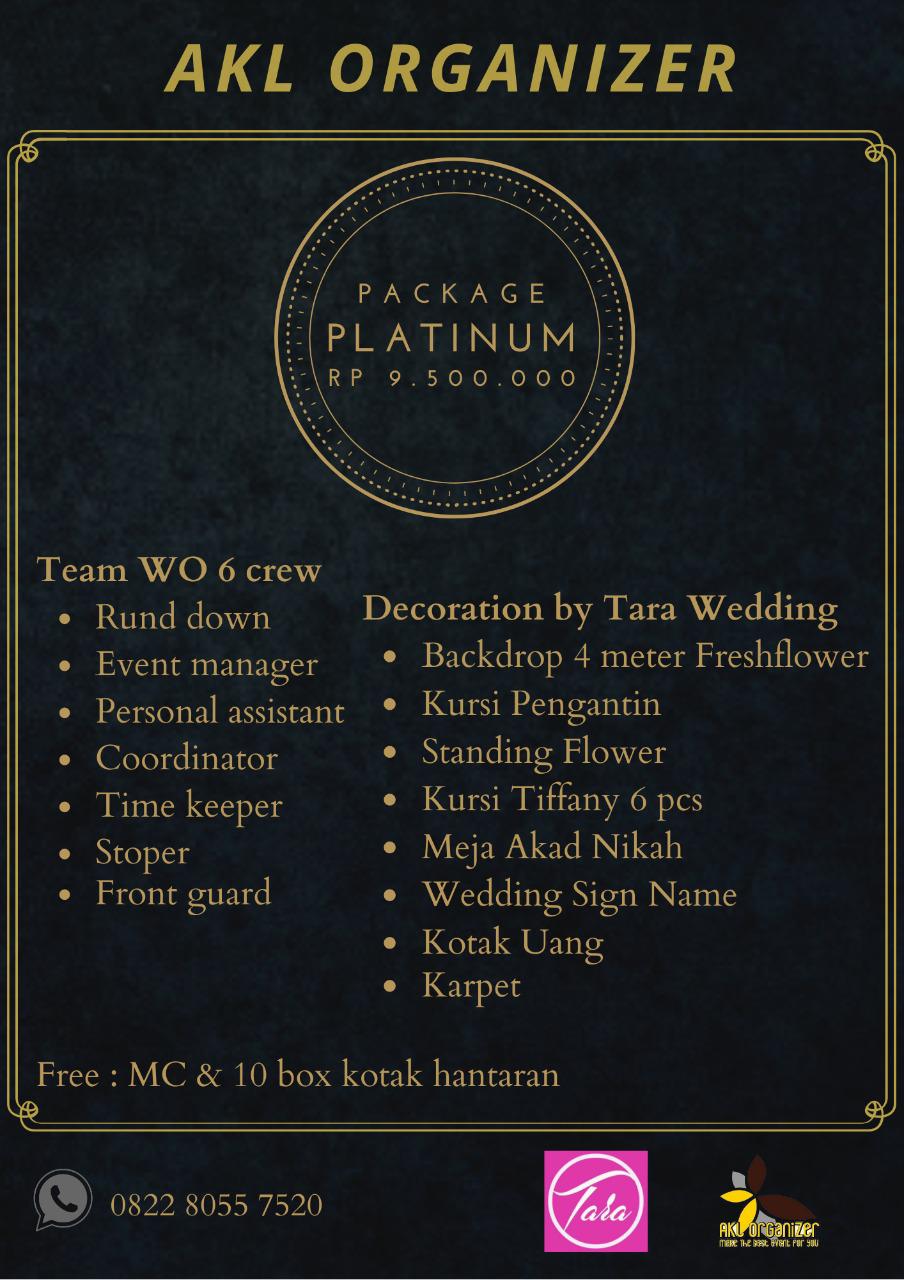 AKL ORGANIZER
PACKAGE
PLATINUM
RP 9.500.000
Team WO 6 crew
• Rund down
• Event manager
• Personal assistant
• Coordinator
• Time keeper
• Stoper
• Front guard
Decoration by Tara Wedding
• Backdrop 4 meter Freshflower
• Kursi Pengantin
• Standing Flower
• Kursi Tiffany 6 pcs
• Meja Akad Nikah
• Wedding Sign Name
• Kotak Uang
• Karpet
Free : MC & 10 box kotak hantaran
0822 8055 7520
Tara
AKL organizer
make the best event for you